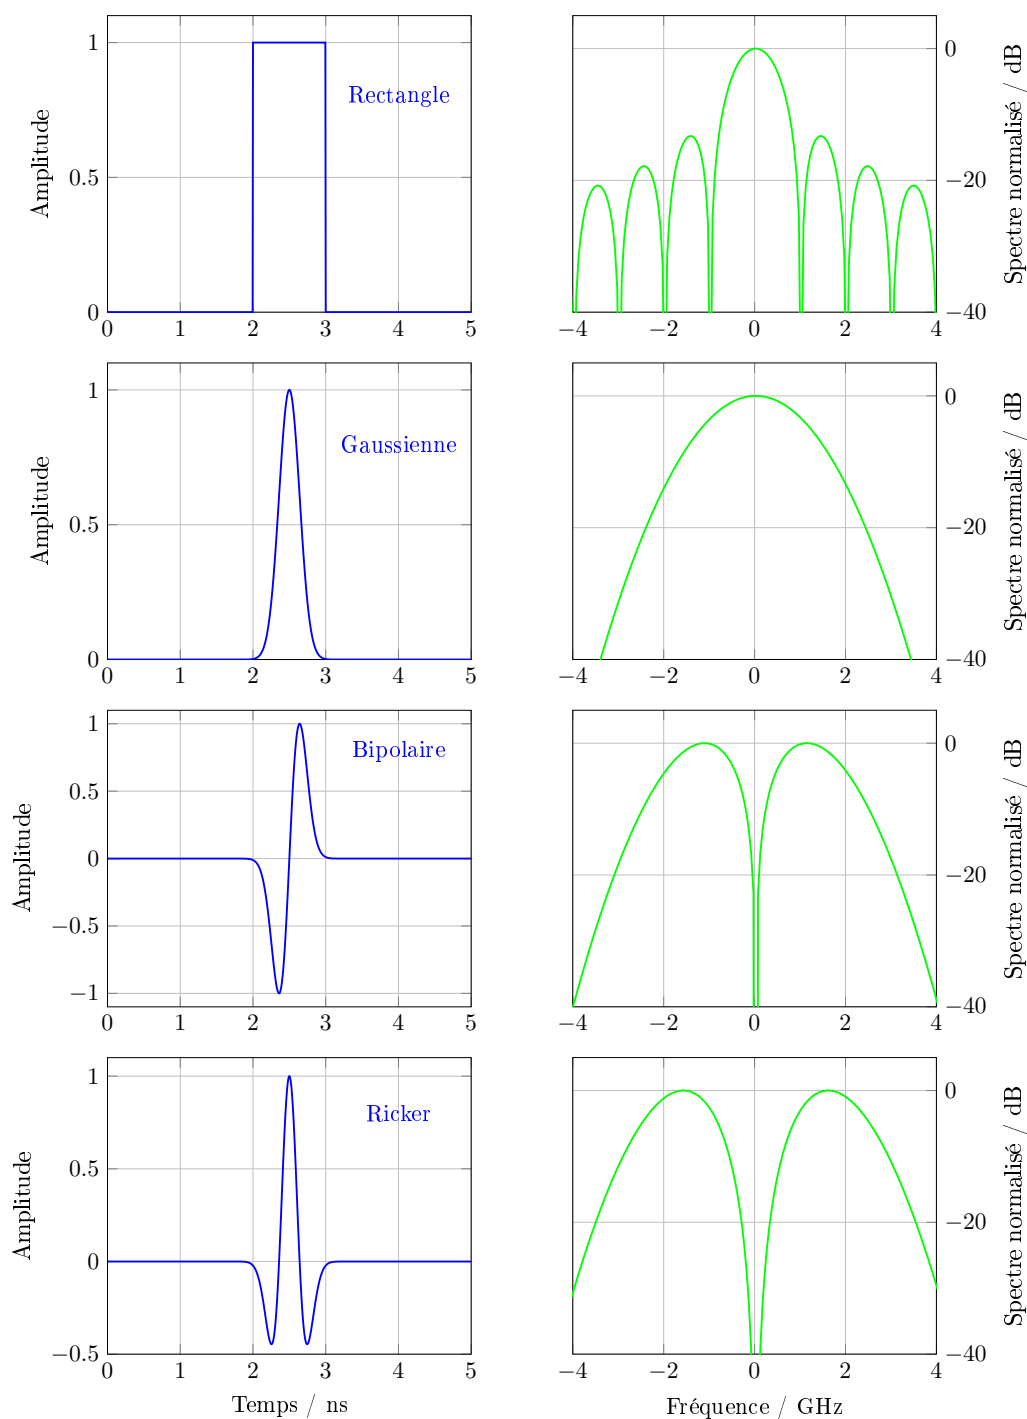 1
0.5
0
Amplitude
Rectangle
0 1 2 3 4 5
0
−20
−40
Spectre normalisé / dB
−4 −2 0 2 4
1
0.5
0
Amplitude
Gaussienne
0 1 2 3 4 5
0
−20
−40
Spectre normalisé / dB
−4 −2 0 2 4
1
0.5
0
−0.5
−1
Amplitude
Bipolaire
0 1 2 3 4 5
0
−20
−40
Spectre normalisé / dB
−4 −2 0 2 4
1
0.5
0
−0.5
Amplitude
Ricker
0 1 2 3 4 5
Temps / ns
0
−20
−40
Spectre normalisé / dB
−4 −2 0 2 4
Fréquence / GHz